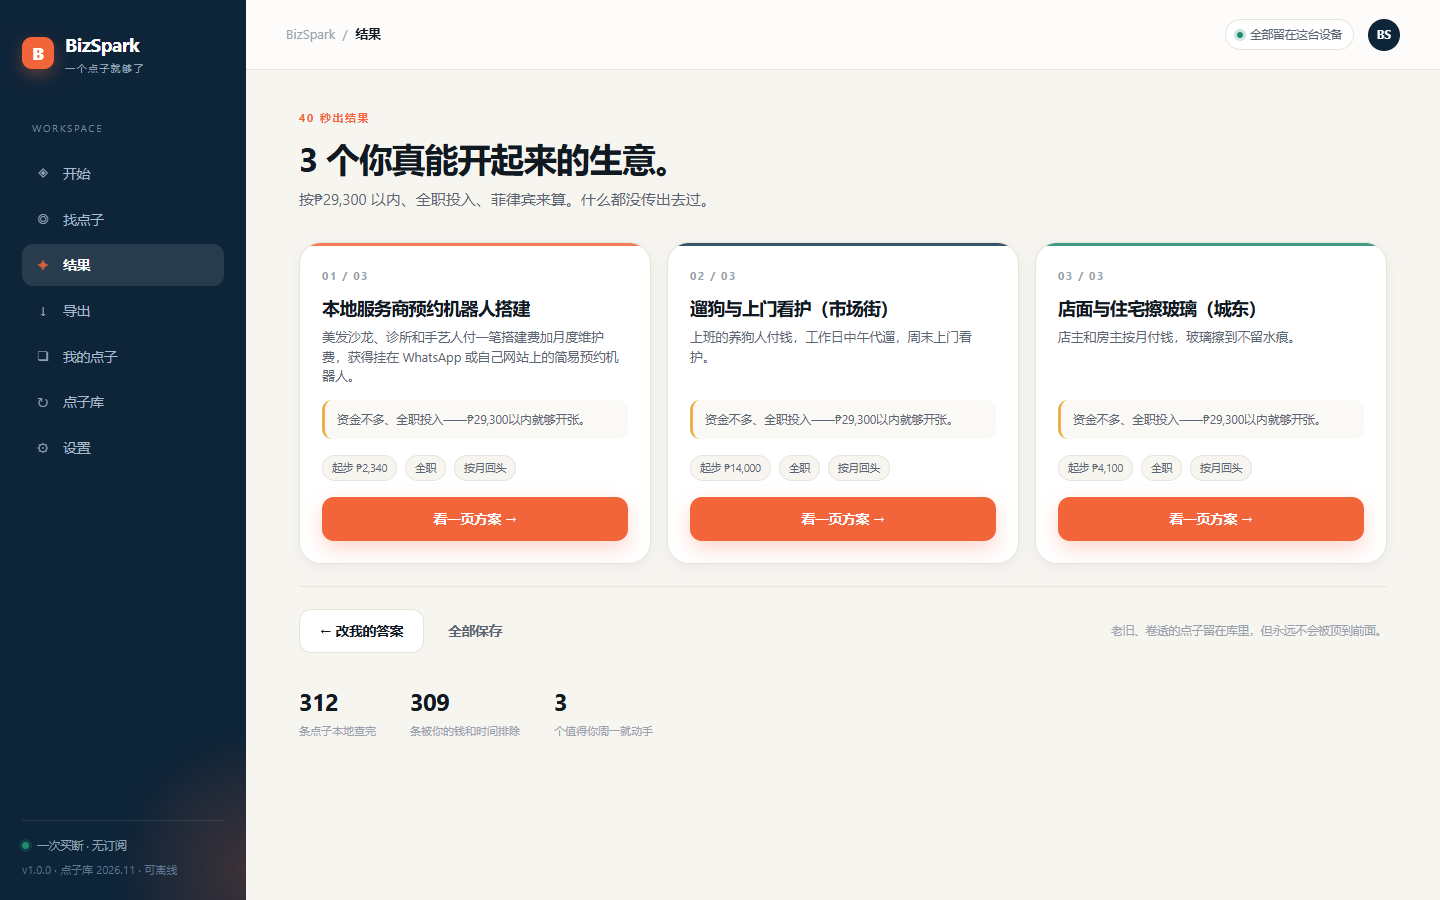 B
BizSpark
一个点子就够了
WORKSPACE
开始
找点子
结果
导出
我的点子
点子库
设置
一次买断 · 无订阅
v1.0.0 · 点子库 2026.11 · 可离线
BizSpark / 结果
全部留在这台设备
BS
40 秒出结果
3 个你真能开起来的生意。
按₱29,300 以内、全职投入、菲律宾来算。什么都没传出去过。
01 / 03
本地服务商预约机器人搭建
美发沙龙、诊所和手艺人付一笔搭建费加月度维护
费，获得挂在 WhatsApp 或自己网站上的简易预约机
器人。
资金不多、全职投入——₱29,300以内就够开张。
起步 ₱2,340
全职
按月回头
看一页方案 →
02 / 03
遛狗与上门看护（市场街）
上班的养狗人付钱，工作日中午代遛，周末上门看
护。
资金不多、全职投入——₱29,300以内就够开张。
起步 ₱14,000
全职
按月回头
看一页方案 →
03 / 03
店面与住宅擦玻璃（城东）
店主和房主按月付钱，玻璃擦到不留水痕。
资金不多、全职投入——₱29,300以内就够开张。
起步 ₱4,100
全职
按月回头
看一页方案 →
← 改我的答案
全部保存
老旧、卷透的点子留在库里，但永远不会被顶到前面。
312
条点子本地查完
309
条被你的钱和时间排除
3
个值得你周一就动手